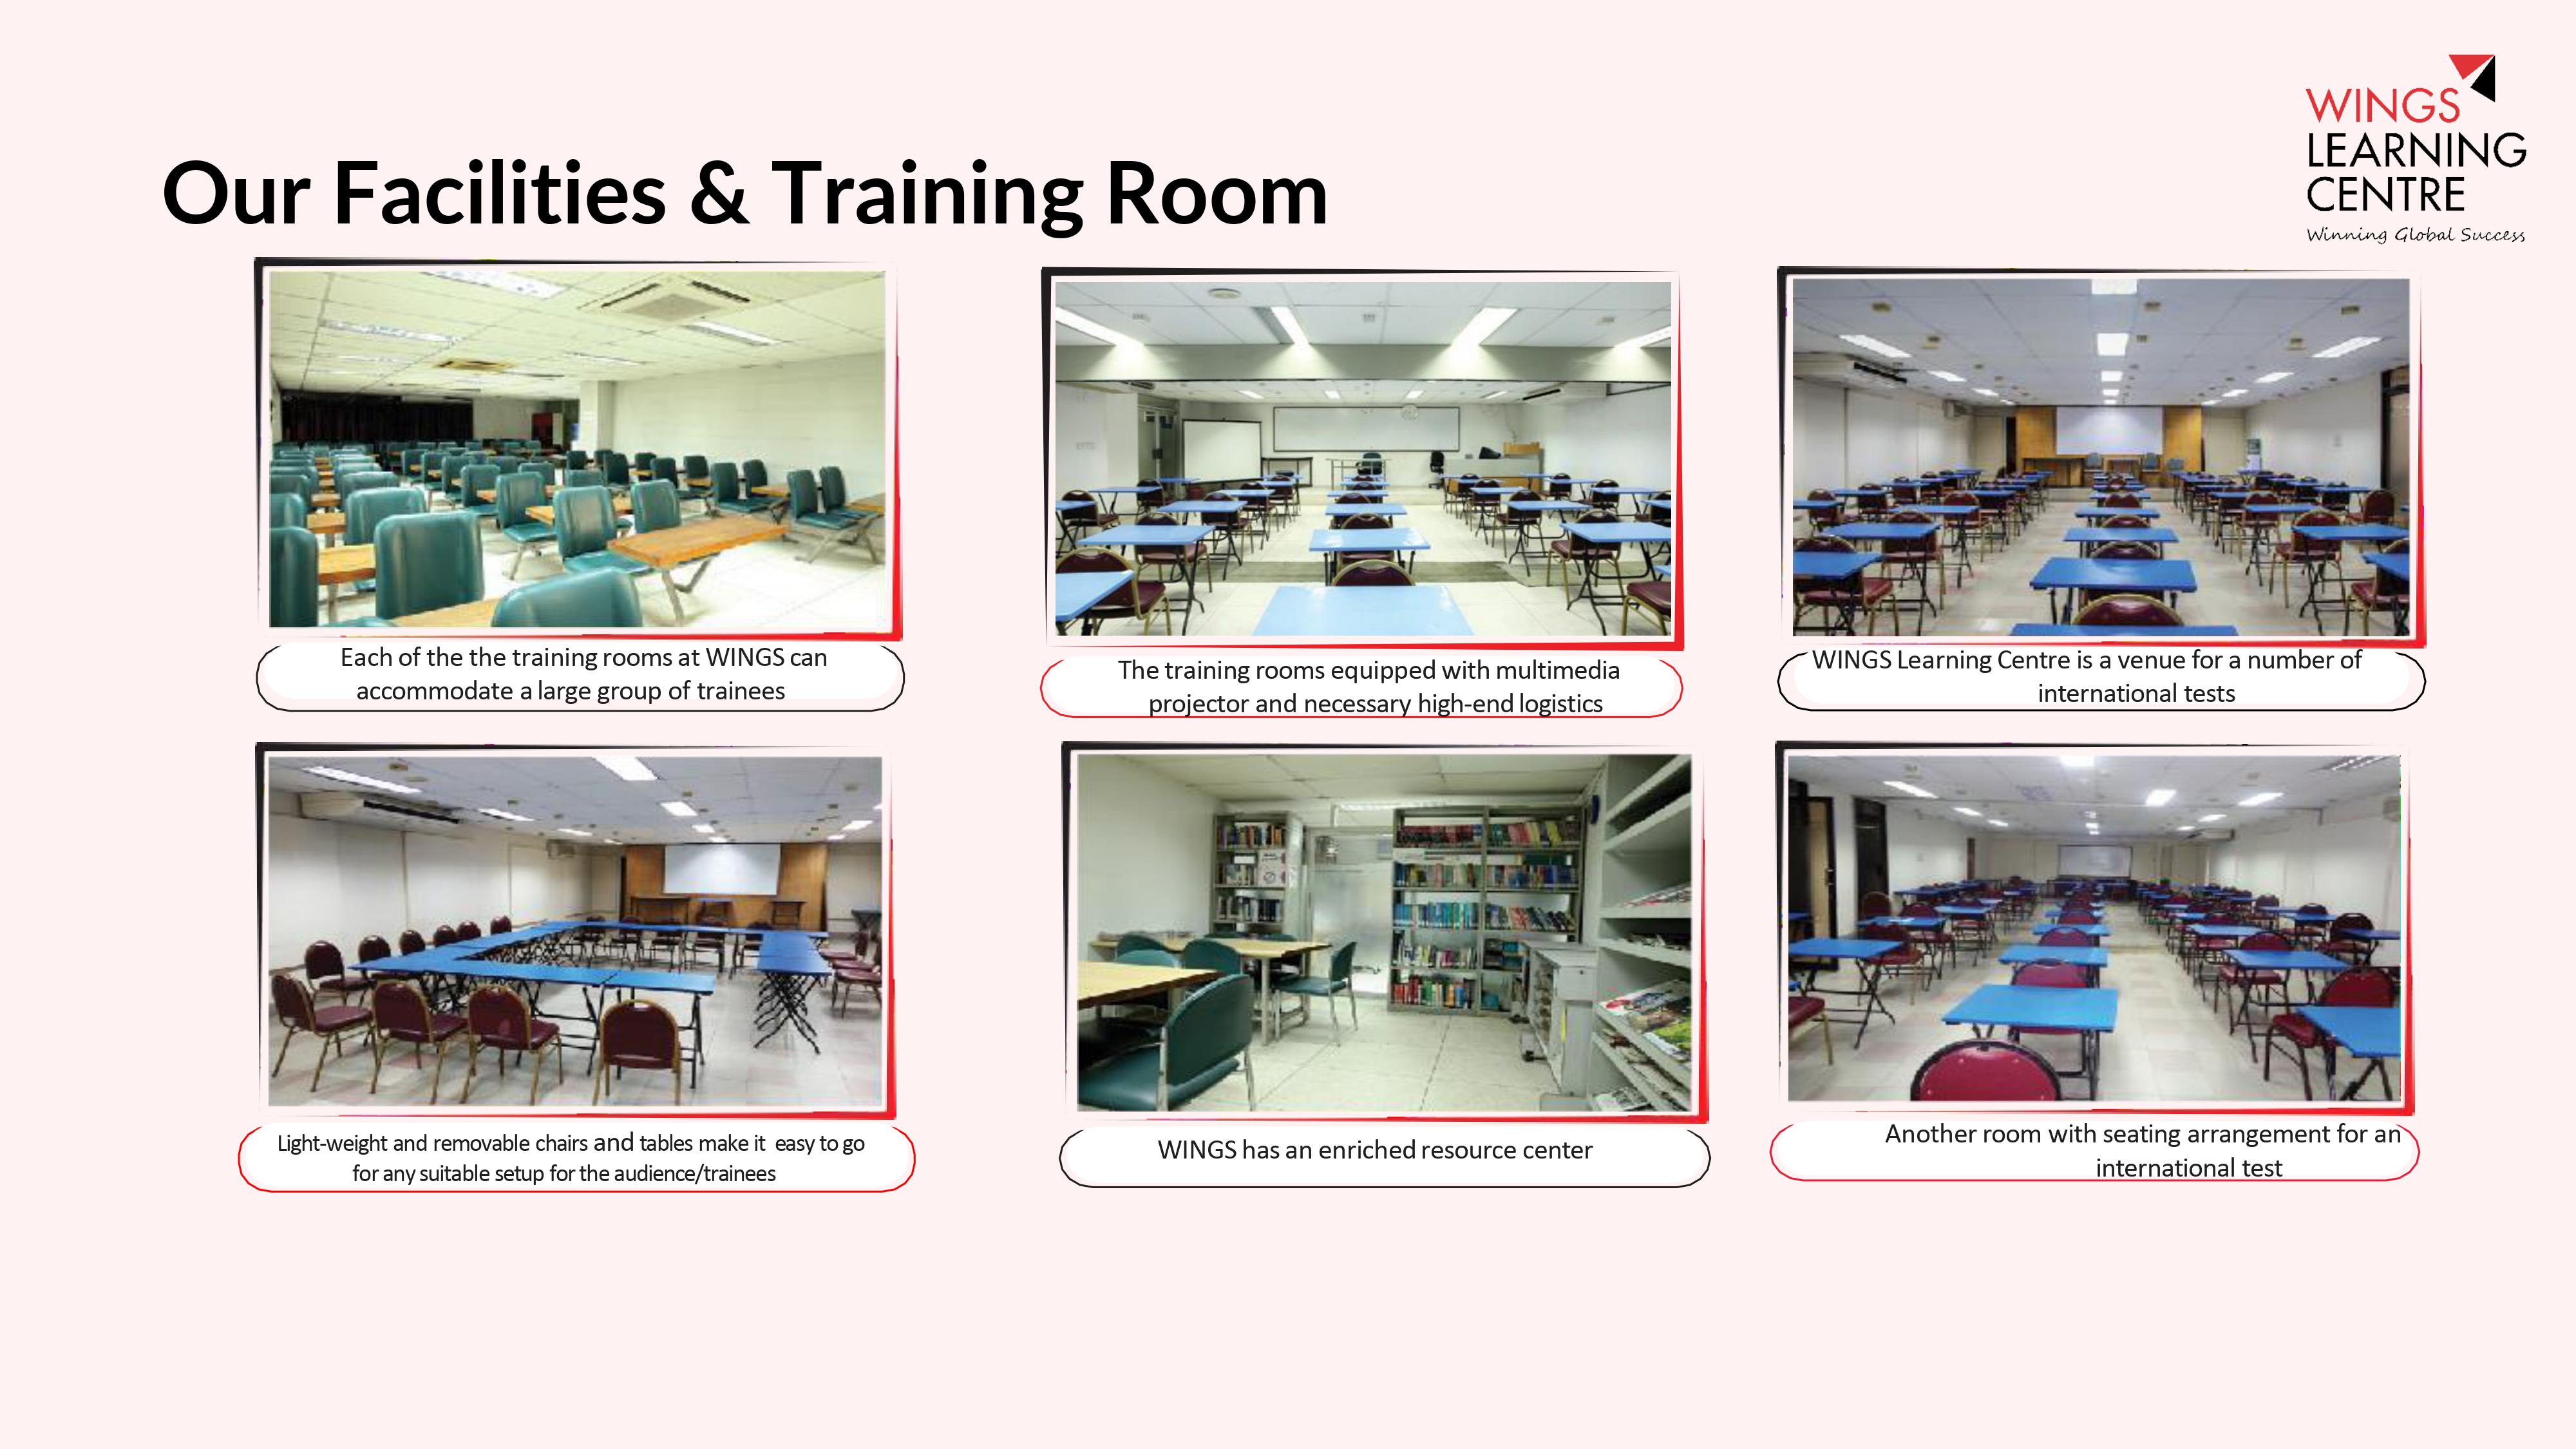 WINGS
LEARNING
CENTRE
Winning Global Success
Our Facilities & Training Room
Each of the the training rooms at WINGS can
accommodate a large group of trainees
The training rooms equipped with multimedia
projector and necessary high-end logistics
WINGS Learning Centre is a venue for a number of
international tests
Light-weight and removable chairs and tables make it easy to go
for any suitable setup for the audience/trainees
WINGS has an enriched resource center
Another room with seating arrangement for an
international test